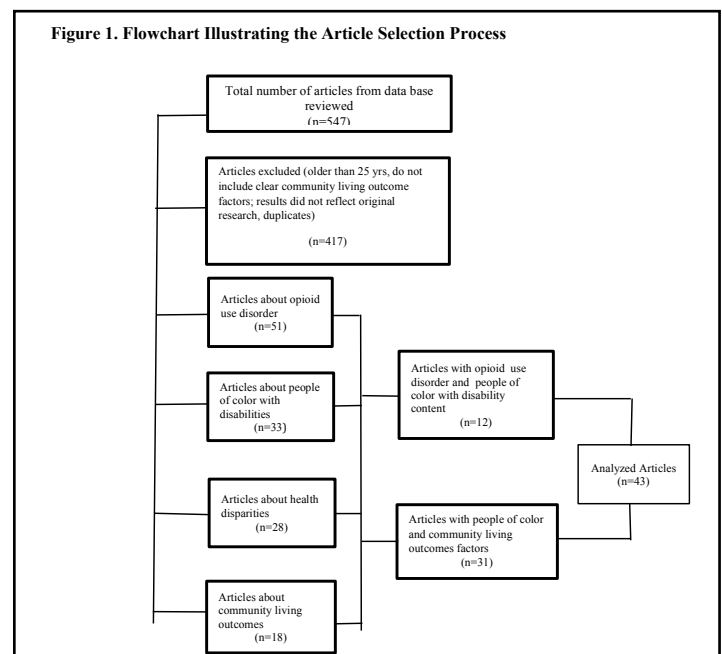 Figure 1. Flowchart Illustrating the Article Selection Process
Total number of articles from data base
reviewed
(n=547)
Articles excluded (older than 25 yrs, do not
include clear community living outcome
factors; results did not reflect original
research, duplicates)
(n=417)
Articles about opioid
use disorder
(n=51)
Articles about people
of color with
disabilities
(n=33)
Articles about health
disparities
(n=28)
Articles about
community living
outcomes
(n=18)
Articles with opioid use
disorder and people of
color with disability
content
(n=12)
Articles with people of color
and community living
outcomes factors
(n=31)
Analyzed Articles
(n=43)